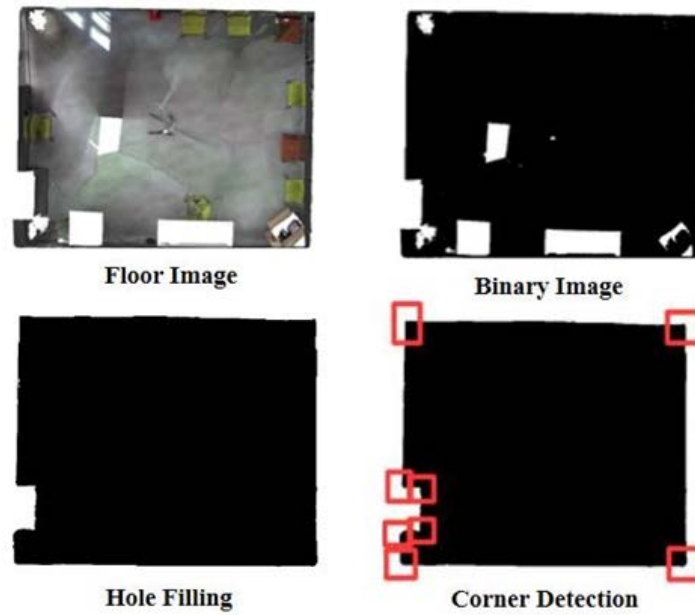 Floor Image
Binary Image
Hole Filling
Corner Detection